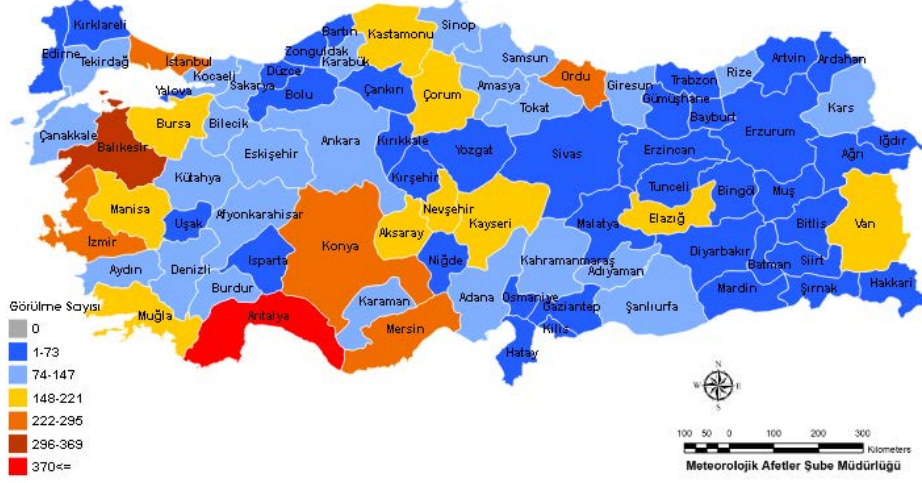 Kırklareli
Edirne
Tekirdağ
İstanbul
Kocaeli
Yalova
Sakarya
Düzce
Zonguldak
Bartın
Karabük
Kastamonu
Sinop
Bolu
Çankırı
Çorum
Samsun
Amasya
Tokat
Ordu
Giresun
Gümüşhane
Trabzon
Bayburt
Rize
Artvin
Ardahan
Kars
Iğdır
Ağrı
Erzurum
Erzincan
Çanakkale
Balıkesir
Bursa
Bilecik
Eskişehir
Ankara
Kırıkkale
Kırşehir
Yozgat
Sivas
Kütahya
Manisa
Uşak
Afyonkarahisar
İzmir
Aydın
Denizli
Isparta
Burdur
Muğla
Antalya
Konya
Aksaray
Nevşehir
Kayseri
Niğde
Karaman
Mersin
Adana
Kahramanmaraş
Osmaniye
Gaziantep
Kilis
Hatay
Adıyaman
Şanlıurfa
Malatya
Elazığ
Tunceli
Bingöl
Muş
Bitlis
Van
Diyarbakır
Batman
Siirt
Mardin
Şırnak
Hakkari
Görülme Sayısı
0
1-73
74-147
148-221
222-295
296-369
370<=
N
W E
S
100 50 0 100 200 300
Kilometers
Meteorolojik Afetler Şube Müdürlüğü